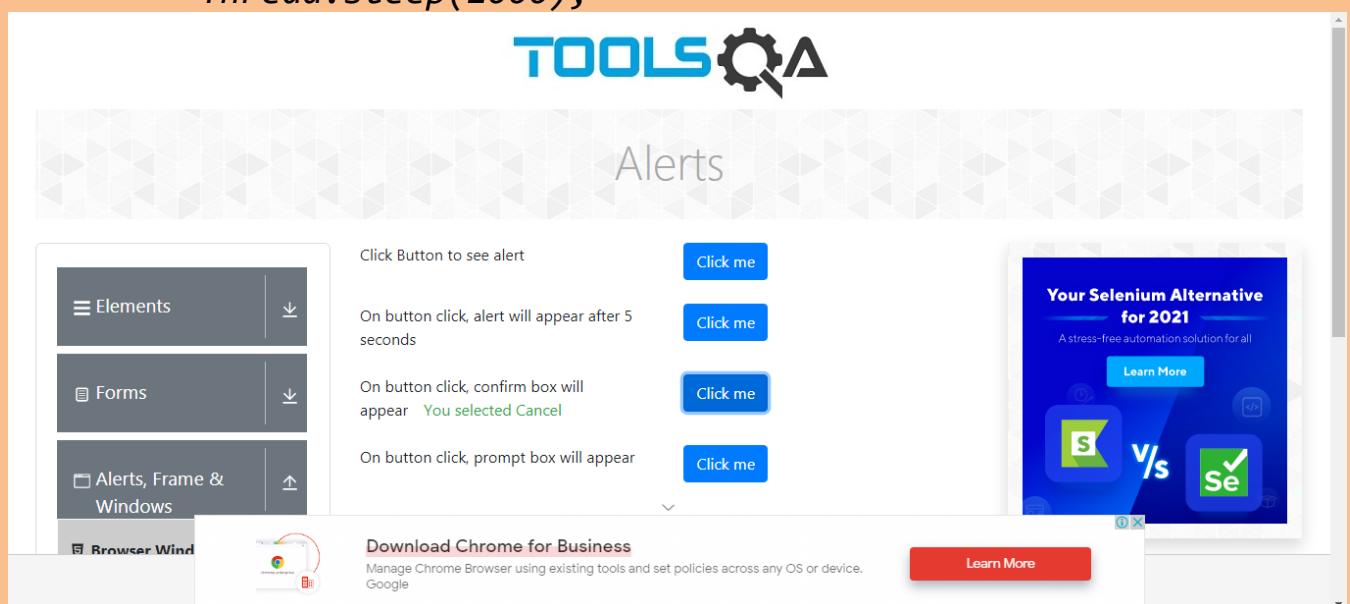 Thread.sleep(2000);
TOOLSQA
Alerts
Elements
Forms
Alerts, Frame &
Windows
Browser Wind
Click Button to see alert
Click me
On button click, alert will appear after 5
seconds
Click me
On button click, confirm box will
appear You selected Cancel
Click me
On button click, prompt box will appear
Click me
Your Selenium Alternative
for 2021
A stress-free automation solution for all
Learn More
S
V/s
Se
Download Chrome for Business
Manage Chrome Browser using existing tools and set policies across any OS or device.
Google
Learn More